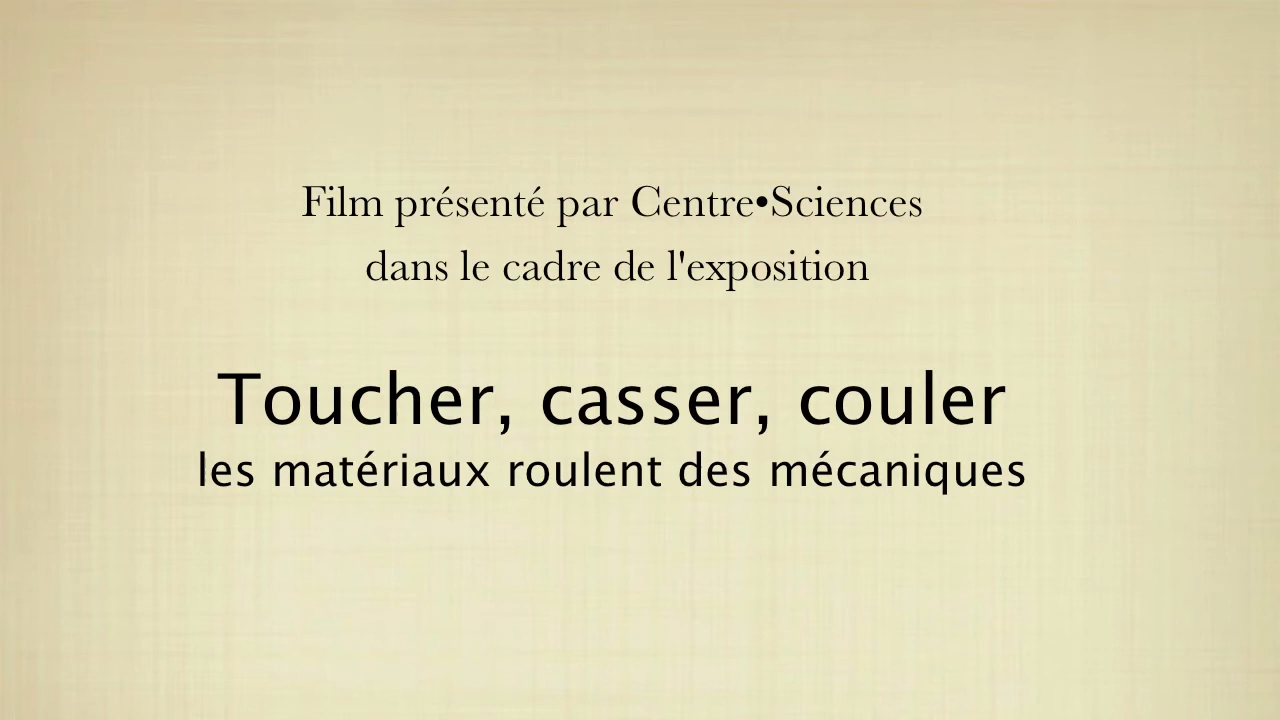 Film présenté par Centre•Sciences
dans le cadre de l'exposition
Toucher, casser, couler
les matériaux roulent des mécaniques